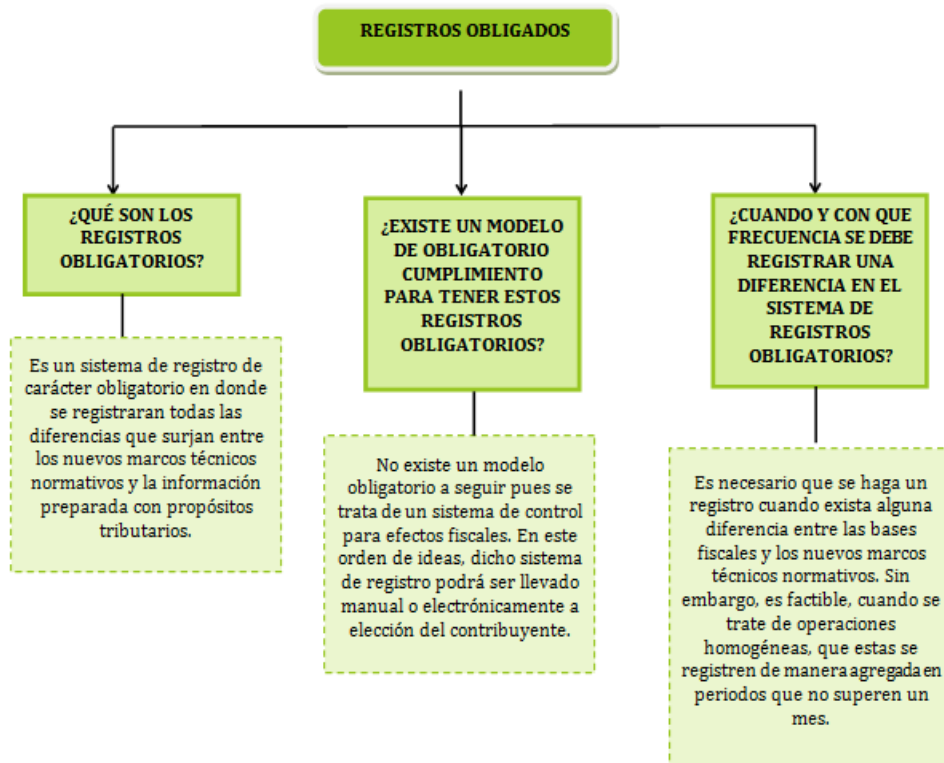 REGISTROS OBLIGADOS
¿QUÉ SON LOS
REGISTROS
OBLIGATORIOS?
Es un sistema de registro de
carácter obligatorio en donde
se registraran todas las
diferencias que surjan entre
los nuevos marcos técnicos
normativos y la información
preparada con propósitos
tributarios.
¿EXISTE UN MODELO
DE OBLIGATORIO
CUMPLIMIENTO
PARA TENER ESTOS
REGISTROS
OBLIGATORIOS?
No existe un modelo
obligatorio a seguir pues se
trata de un sistema de control
para efectos fiscales. En este
orden de ideas, dicho sistema
de registro podrá ser llevado
manual o electrónicamente a
elección del contribuyente.
¿CUANDO Y CON QUE
FRECUENCIA SE DEBE
REGISTRAR UNA
DIFERENCIA EN EL
SISTEMA DE
REGISTROS
OBLIGATORIOS?
Es necesario que se haga un
registro cuando exista alguna
diferencia entre las bases
fiscales y los nuevos marcos
técnicos normativos. Sin
embargo, es factible, cuando se
trate de operaciones
homogéneas, que estas se
registren de manera agregada en
periodos que no superen un
mes.